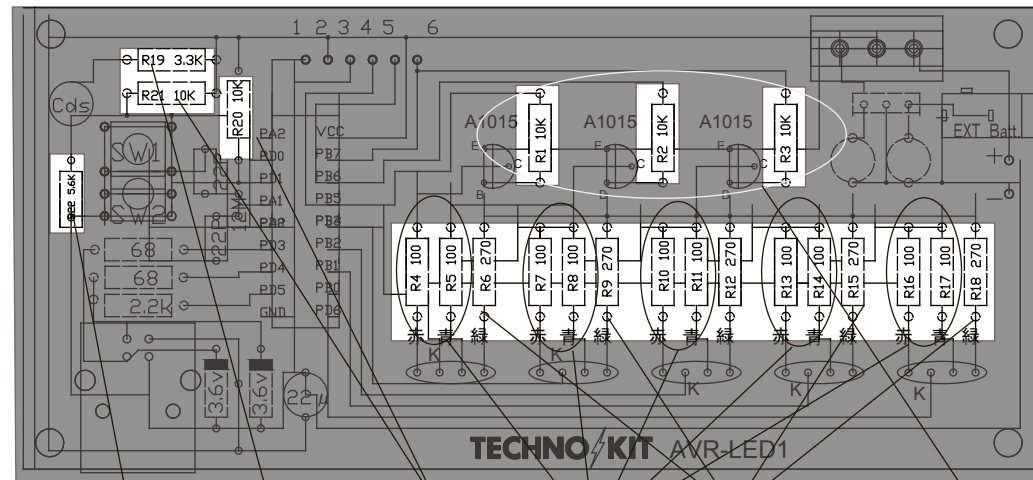 1 2 3 4 5 6
R19 3.3K
R21 10K
R20 10K
Cds
R22 5.6K
SW1
SW2
22P
22P
12M
68
68
2.2K
3.6v
3.6v
22μ
PA2 VCC
PD0 PB7
PD1 PB6
PA1 PB5
PD3 PB2
PD4 PB1
PD5 PB0
GND PD6
A1015 A1015 A1015
R1 10K
R2 10K
R3 10K
E C B
E C B
E C B
EXT Batt.
+
-
R4 100
R5 100
R6 270
R7 100
R8 100
R9 270
R10 100
R11 100
R12 270
R13 100
R14 100
R15 270
R16 100
R17 100
R18 270
赤 青 緑 赤 青 緑 赤 青 緑 赤 青 緑 赤 青 緑
K K K K K
TECHNO KIT AVR-LED1